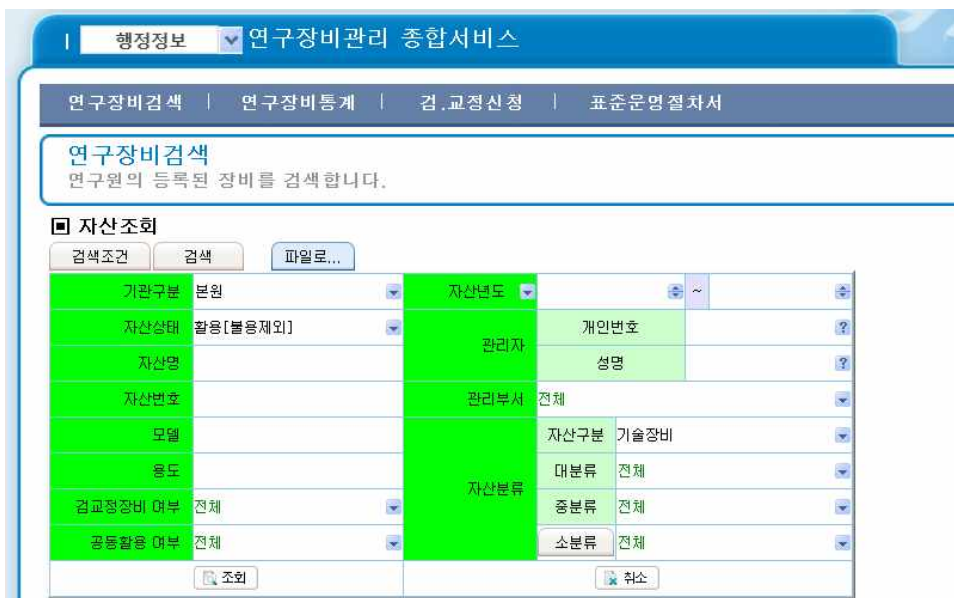 행정정보 연구장비관리 종합서비스
연구장비검색 | 연구장비통계 | 검.교정신청 | 표준운영절차서
연구장비검색
연구원의 등록된 장비를 검색합니다.
자산조회
검색조건 검색 파일로...
기관구분 본원 자산년도 ~
자산상태 활용[불용제외] 관리자 개인번호 ?
자산명 성명 ?
자산번호 관리부서 전체
모델 자산분류 자산구분 기술장비
용도 대분류 전체
검교정장비 여부 전체 중분류 전체
공동활용 여부 전체 소분류 전체
조회 취소